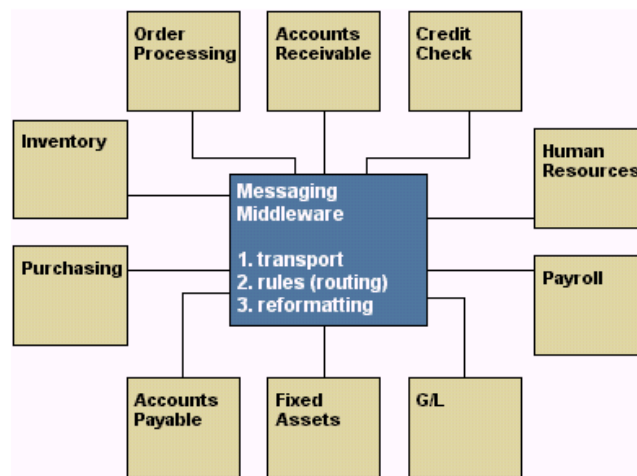 Order
Processing
Accounts
Receivable
Credit
Check
Inventory
Messaging
Middleware
1. transport
2. rules (routing)
3. reformatting
Human
Resources
Purchasing
Payroll
Accounts
Payable
Fixed
Assets
G/L